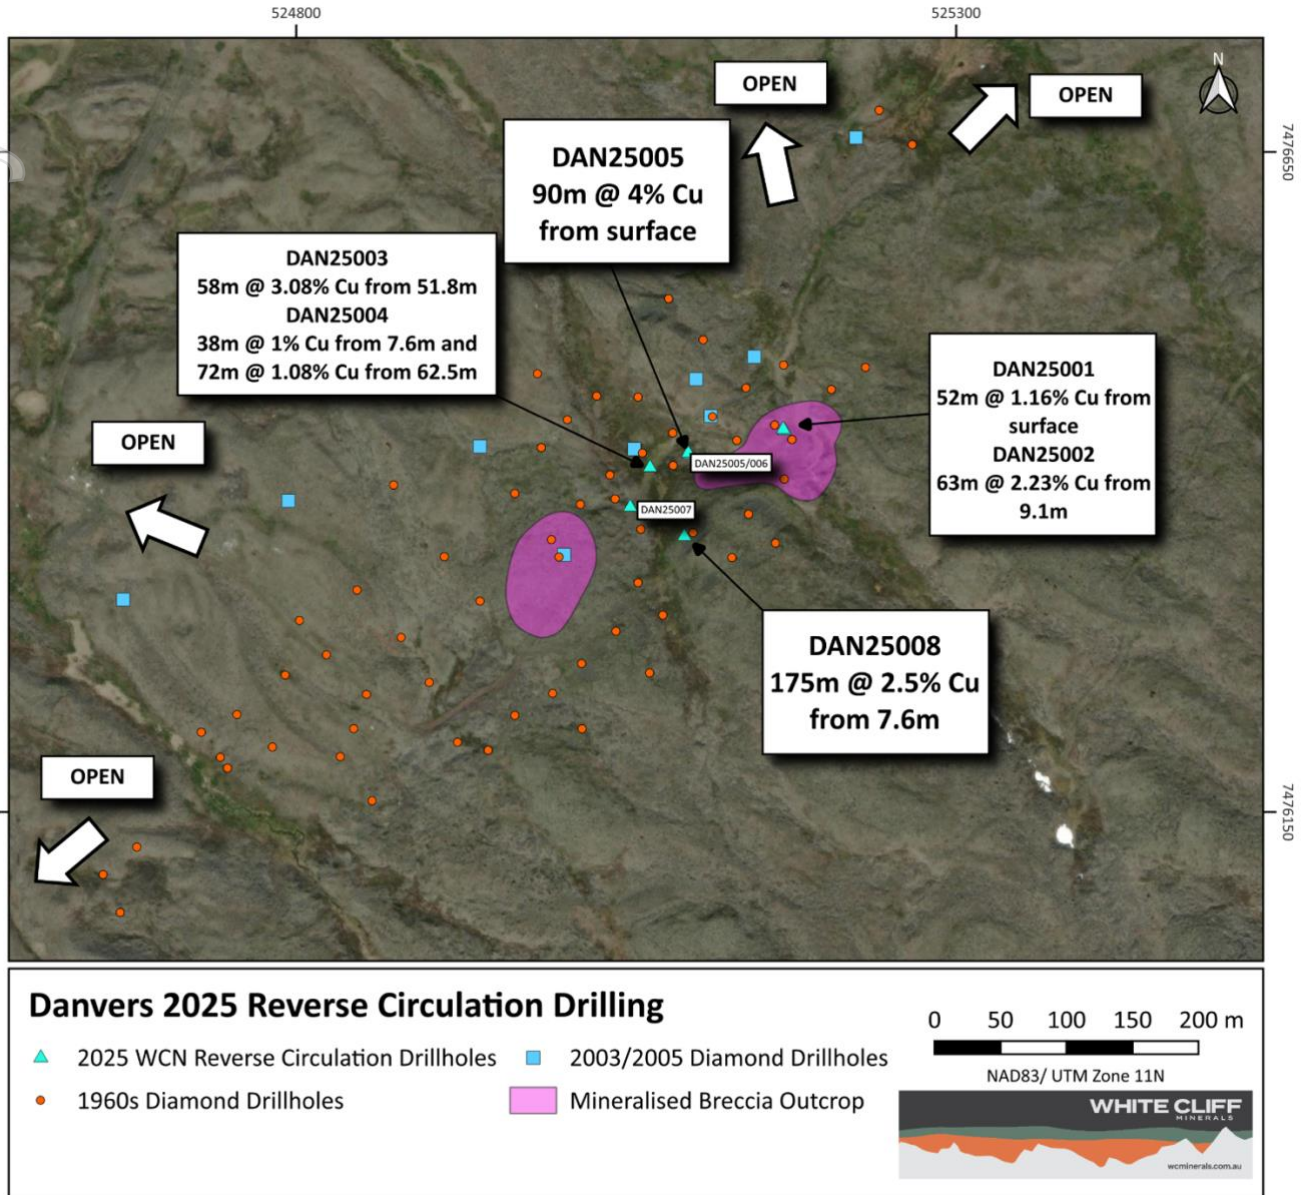 524800
525300
N
OPEN
OPEN
7476650
DAN25005
90m @ 4% Cu
from surface
DAN25003
58m @ 3.08% Cu from 51.8m
DAN25004
38m @ 1% Cu from 7.6m and
72m @ 1.08% Cu from 62.5m
DAN25001
52m @ 1.16% Cu from
surface
DAN25002
63m @ 2.23% Cu from
9.1m
OPEN
DAN25005/006
DAN25007
DAN25008
175m @ 2.5% Cu
from 7.6m
OPEN
7476150
Danvers 2025 Reverse Circulation Drilling
2025 WCN Reverse Circulation Drillholes
2003/2005 Diamond Drillholes
1960s Diamond Drillholes
Mineralised Breccia Outcrop
0 50 100 150 200 m
NAD83/ UTM Zone 11N
WHITE CLIFF
MINERALS
wcminerals.com.au